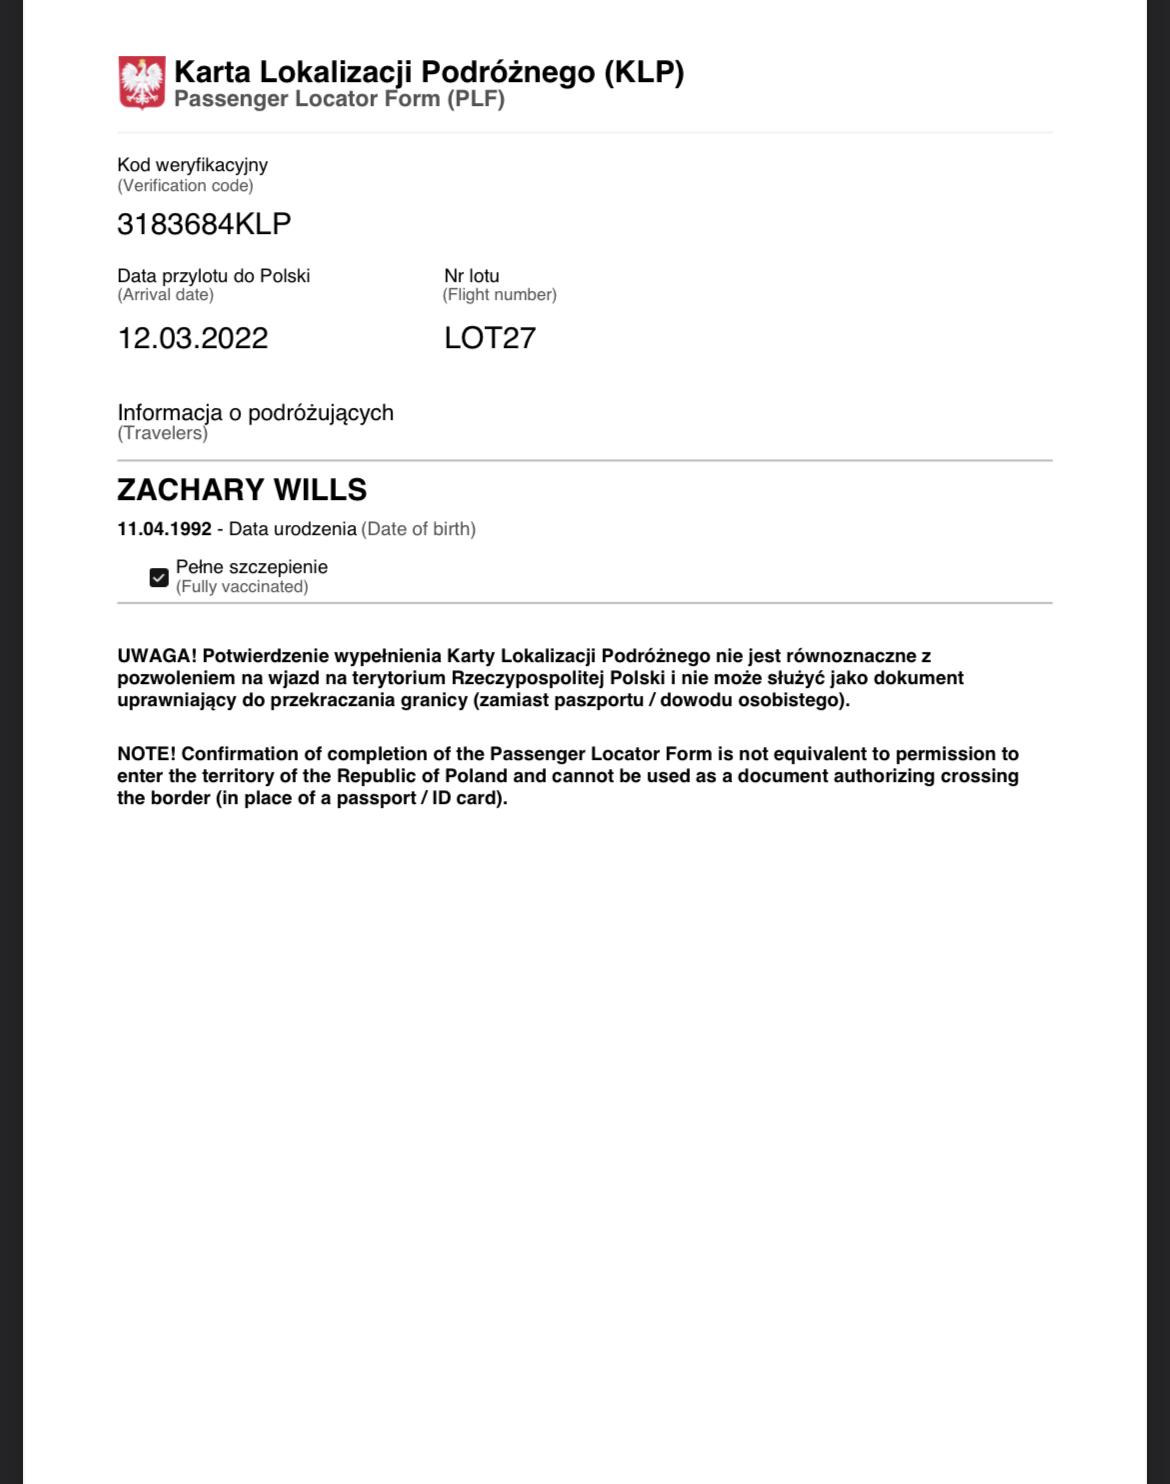 Karta Lokalizacji Podróżnego (KLP)
Passenger Locator Form (PLF)
Kod weryfikacyjny
(Verification code)
3183684KLP
Data przylotu do Polski
(Arrival date)
12.03.2022
Nr lotu
(Flight number)
LOT27
Informacja o podróżujących
(Travelers)
ZACHARY WILLS
11.04.1992 - Data urodzenia (Date of birth)
Pełne szczepienie
(Fully vaccinated)
UWAGA! Potwierdzenie wypełnienia Karty Lokalizacji Podróżnego nie jest równoznaczne z
pozwoleniem na wjazd na terytorium Rzeczypospolitej Polski i nie może służyć jako dokument
uprawniający do przekraczania granicy (zamiast paszportu / dowodu osobistego).
NOTE! Confirmation of completion of the Passenger Locator Form is not equivalent to permission to
enter the territory of the Republic of Poland and cannot be used as a document authorizing crossing
the border (in place of a passport / ID card).